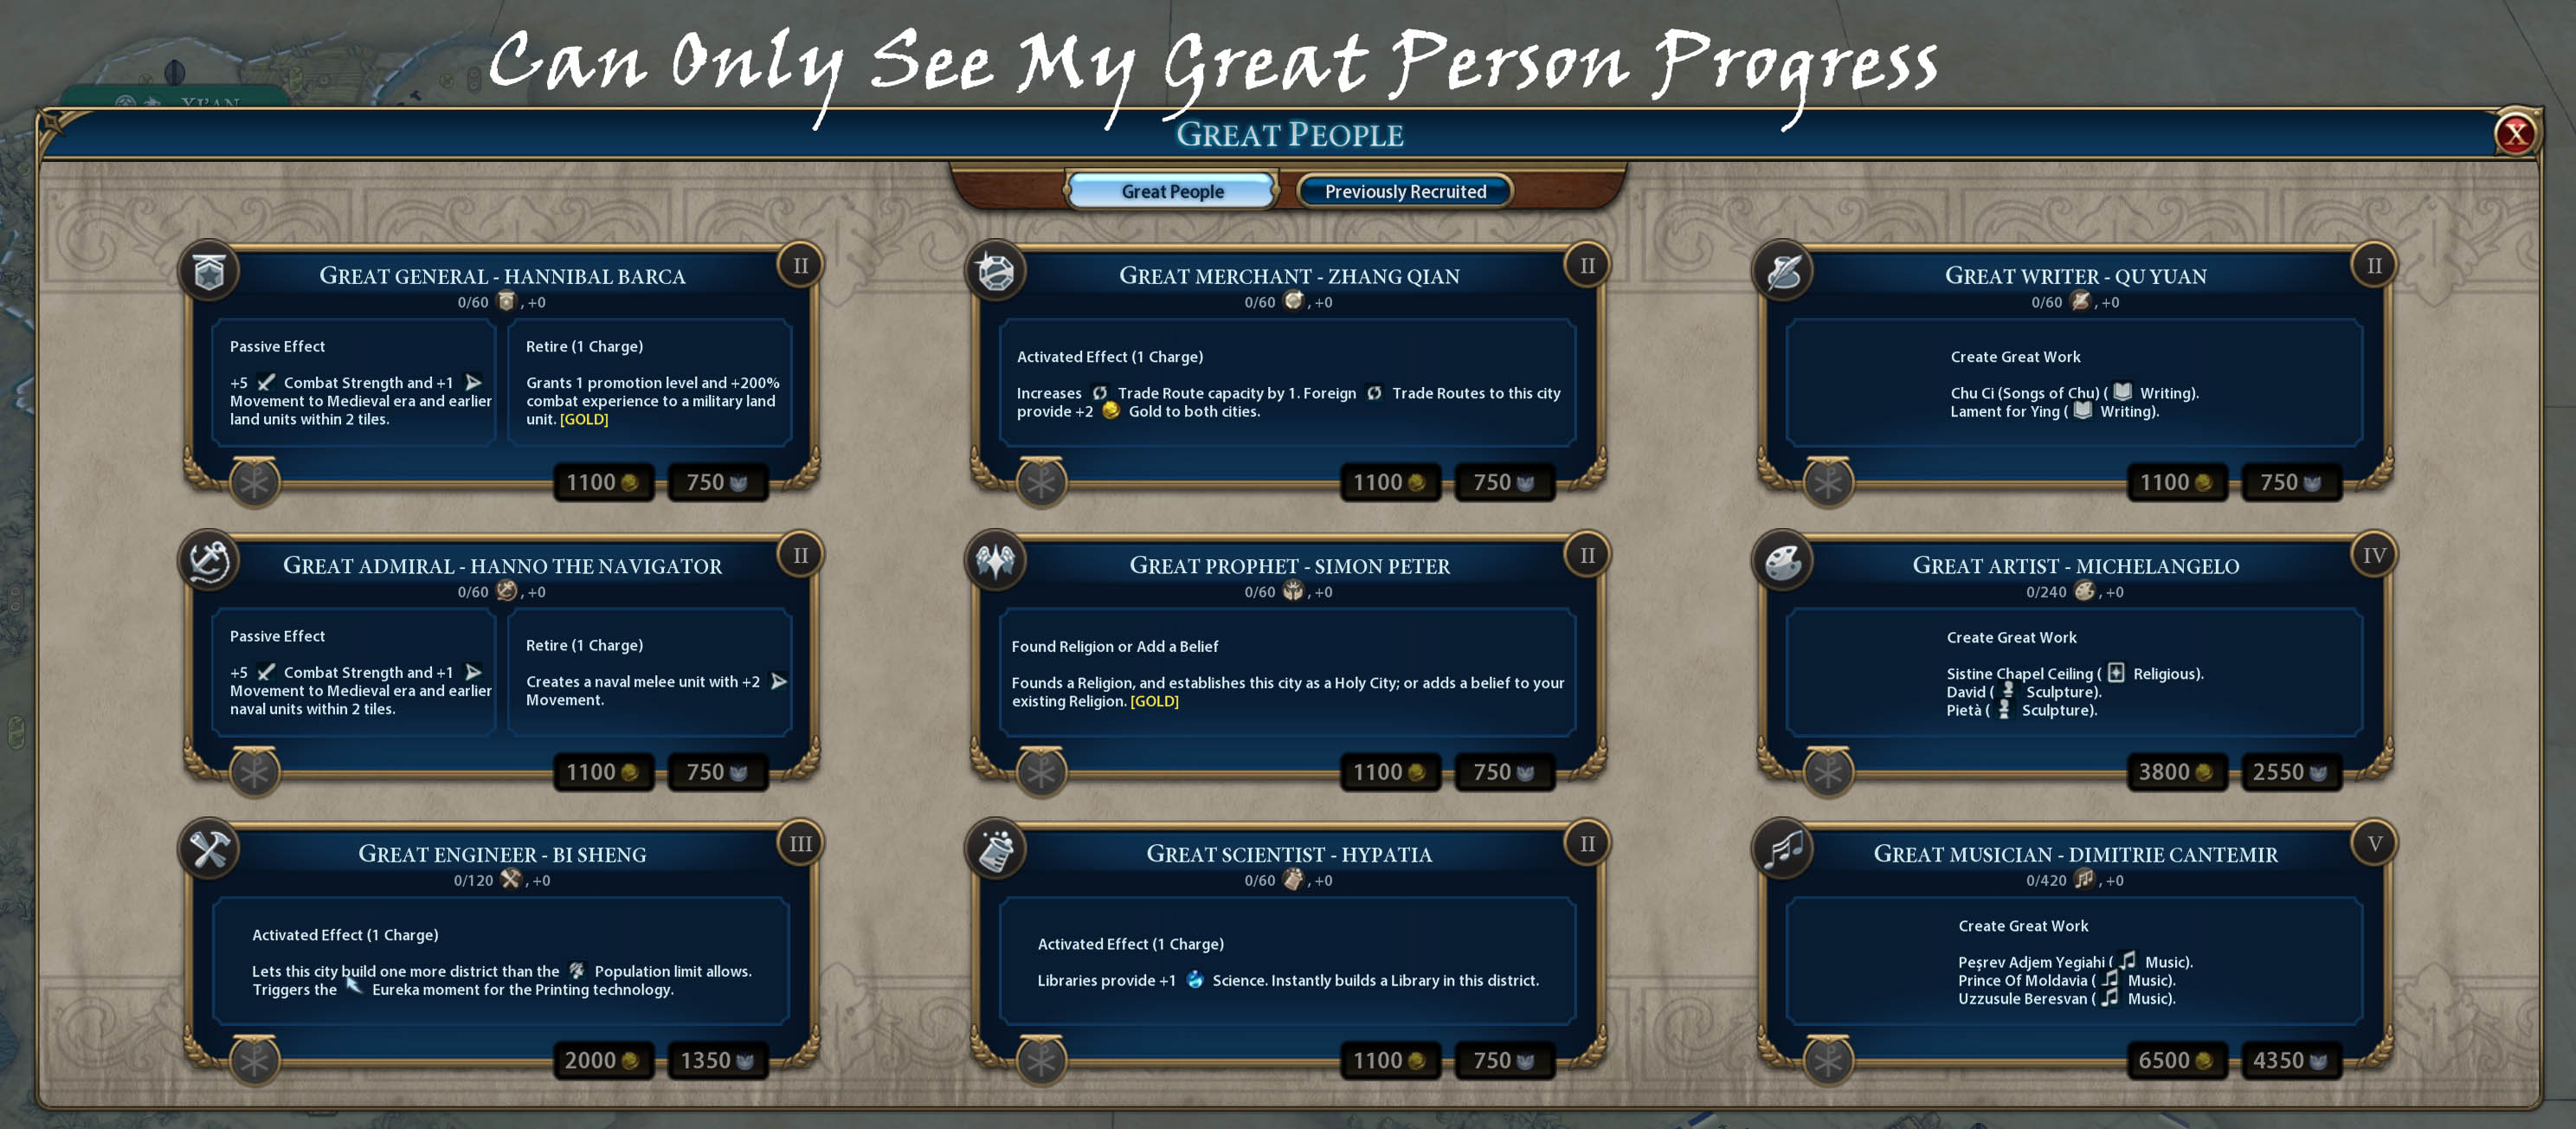 Can Only See My Great Person Progress
XI'AN
GREAT PEOPLE
X
Great People
Previously Recruited
GREAT GENERAL - HANNIBAL BARCA
II
0/60 , +0
Passive Effect
+5 Combat Strength and +1
Movement to Medieval era and earlier
land units within 2 tiles.
Retire (1 Charge)
Grants 1 promotion level and +200%
combat experience to a military land
unit. [GOLD]
1100
750
GREAT MERCHANT - ZHANG QIAN
II
0/60 , +0
Activated Effect (1 Charge)
Increases Trade Route capacity by 1. Foreign Trade Routes to this city
provide +2 Gold to both cities.
1100
750
GREAT WRITER - QU YUAN
II
0/60 , +0
Create Great Work
Chu Ci (Songs of Chu) ( Writing).
Lament for Ying ( Writing).
1100
750
GREAT ADMIRAL - HANNO THE NAVIGATOR
II
0/60 , +0
Passive Effect
+5 Combat Strength and +1
Movement to Medieval era and earlier
naval units within 2 tiles.
Retire (1 Charge)
Creates a naval melee unit with +2
Movement.
1100
750
GREAT PROPHET - SIMON PETER
II
0/60 , +0
Found Religion or Add a Belief
Founds a Religion, and establishes this city as a Holy City; or adds a belief to your
existing Religion. [GOLD]
1100
750
GREAT ARTIST - MICHELANGELO
IV
0/240 , +0
Create Great Work
Sistine Chapel Ceiling ( Religious).
David ( Sculpture).
Pietà ( Sculpture).
3800
2550
GREAT ENGINEER - BI SHENG
III
0/120 , +0
Activated Effect (1 Charge)
Lets this city build one more district than the Population limit allows.
Triggers the Eureka moment for the Printing technology.
2000
1350
GREAT SCIENTIST - HYPATIA
II
0/60 , +0
Activated Effect (1 Charge)
Libraries provide +1 Science. Instantly builds a Library in this district.
1100
750
GREAT MUSICIAN - DIMITRIE CANTEMIR
V
0/420 , +0
Create Great Work
Peşrev Adjem Yegiahi ( Music).
Prince Of Moldavia ( Music).
Uzzusule Beresvan ( Music).
6500
4350